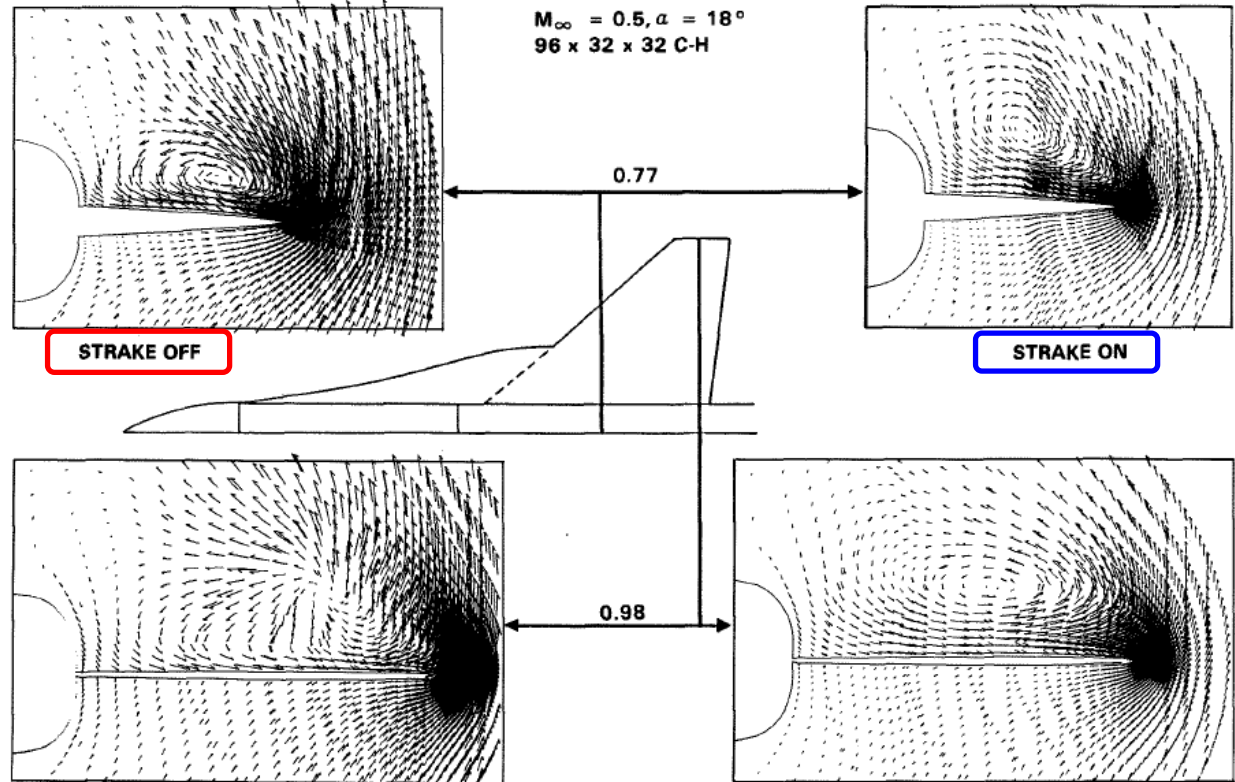 M∞ = 0.5, α = 18°
96 x 32 x 32 C-H
0.77
STRAKE OFF
STRAKE ON
0.98